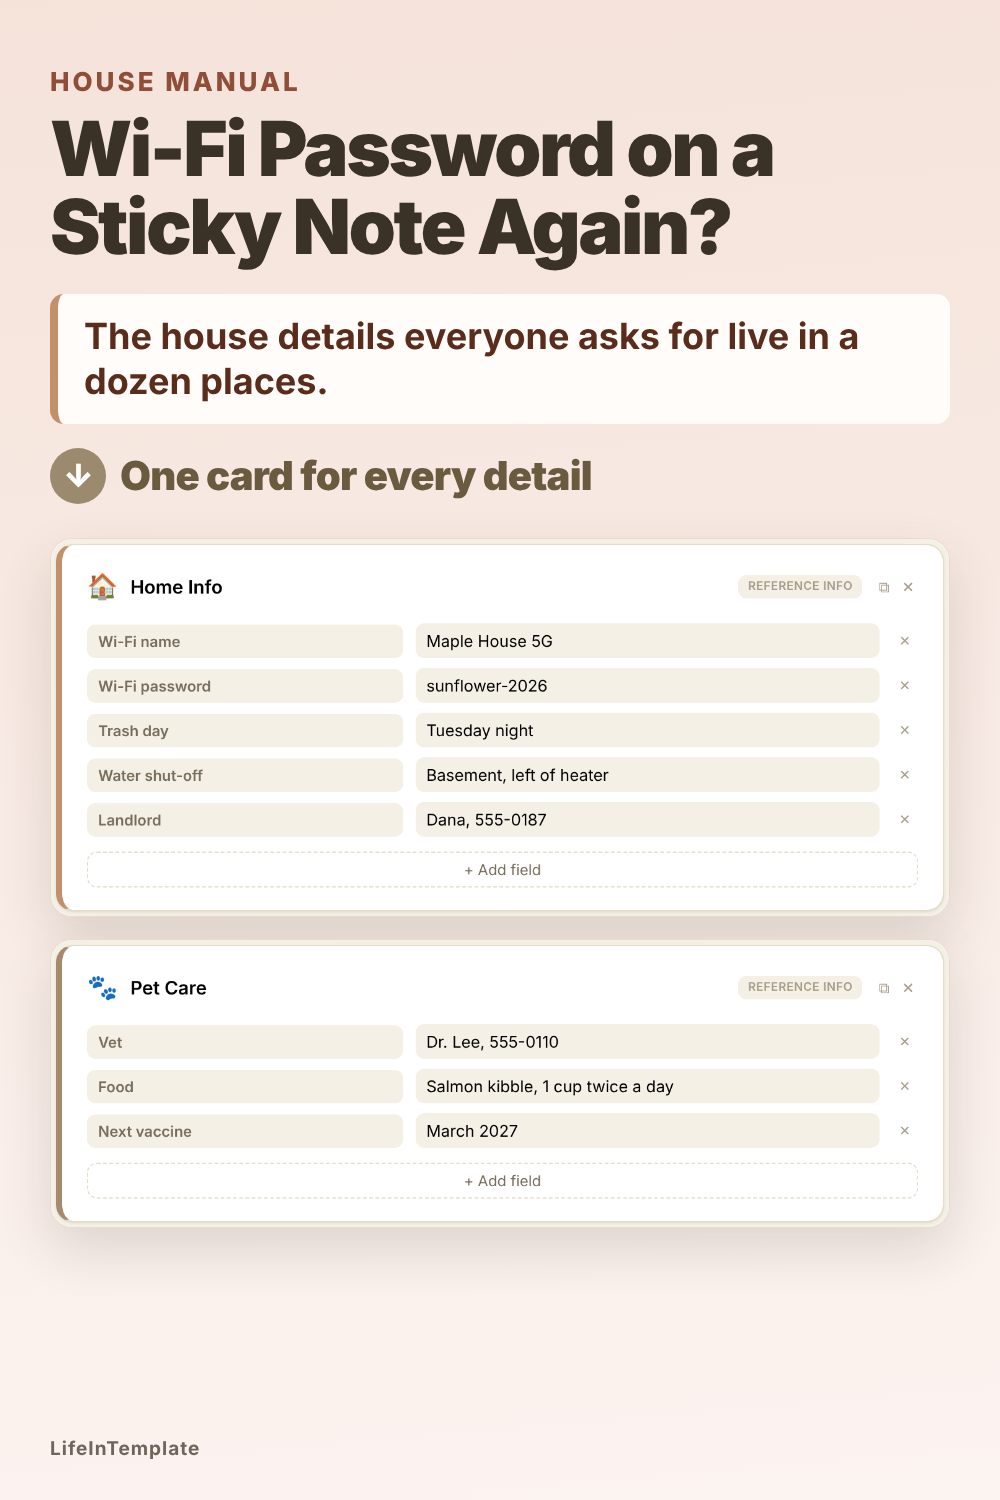 HOUSE MANUAL
Wi-Fi Password on a
Sticky Note Again?
The house details everyone asks for live in a
dozen places.
One card for every detail
Home Info
REFERENCE INFO
Wi-Fi name
Maple House 5G
Wi-Fi password
sunflower-2026
Trash day
Tuesday night
Water shut-off
Basement, left of heater
Landlord
Dana, 555-0187
+ Add field
Pet Care
REFERENCE INFO
Vet
Dr. Lee, 555-0110
Food
Salmon kibble, 1 cup twice a day
Next vaccine
March 2027
+ Add field
LifeInTemplate